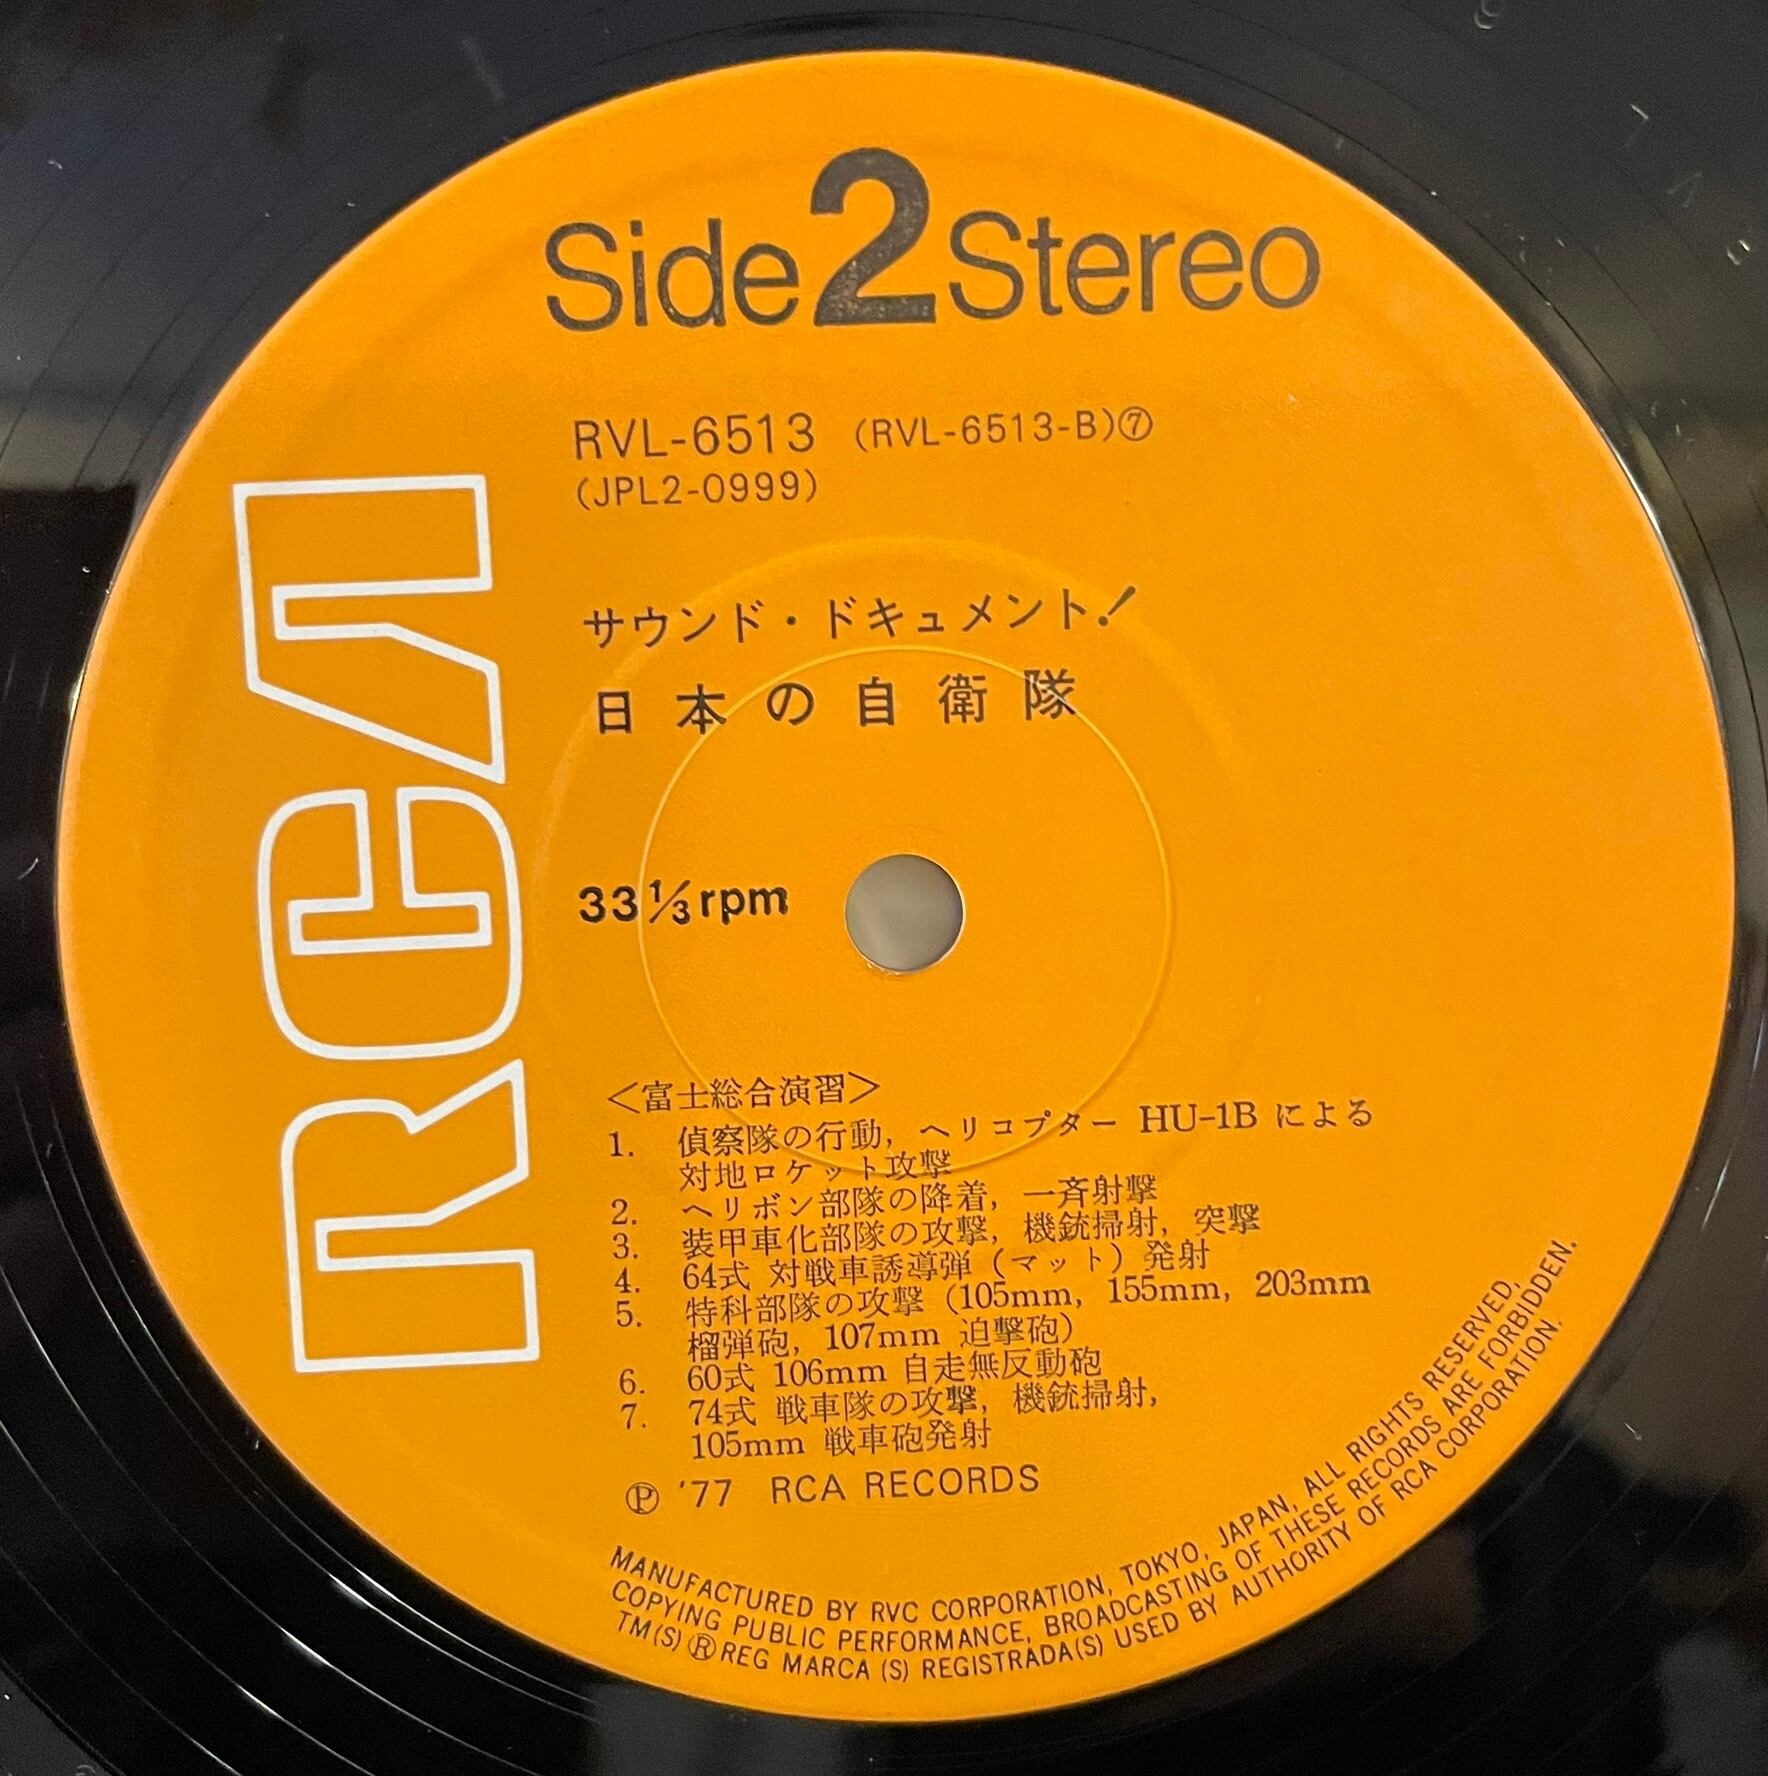 Side 2 Stereo
RVL-6513 (RVL-6513-B)⑦
(JPL2-0999)
サウンド・ドキュメント!
日本の自衛隊
RCA
33⅓rpm
<富士総合演習>
1. 偵察隊の行動, ヘリコプター HU-1B による
対地ロケット攻撃
2. ヘリボン部隊の降着, 一斉射撃
3. 装甲車化部隊の攻撃, 機銃掃射, 突撃
4. 64式 対戦車誘導弾 (マット) 発射
5. 特科部隊の攻撃 (105mm, 155mm, 203mm
榴弾砲, 107mm 迫撃砲)
6. 60式 106mm 自走無反動砲
7. 74式 戦車隊の攻撃, 機銃掃射,
105mm 戦車砲発射
Ⓟ '77 RCA RECORDS
MANUFACTURED BY RVC CORPORATION, TOKYO, JAPAN, ALL RIGHTS RESERVED,
COPYING PUBLIC PERFORMANCE, BROADCASTING OF THESE RECORDS ARE FORBIDDEN.
TM(S) ® REG MARCA (S) REGISTRADA(S) USED BY AUTHORITY OF RCA CORPORATION.